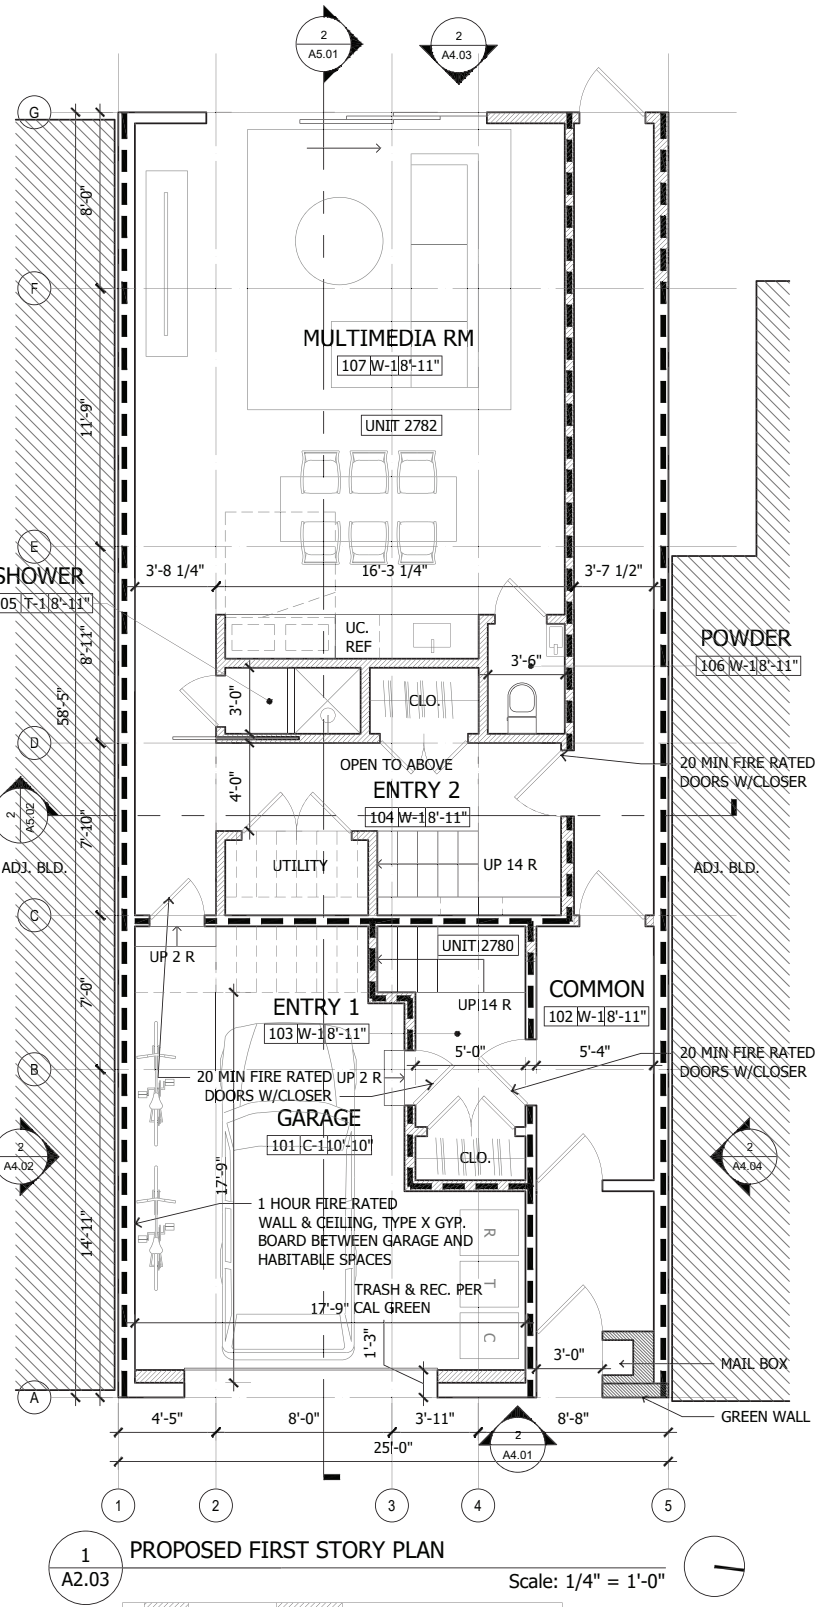 2
A5.01
2
A4.03
G
8'-0"
F
MULTIMEDIA RM
107 W-1 8'-11"
UNIT 2782
11'-9"
E
3'-8 1/4"
16'-3 1/4"
3'-7 1/2"
SHOWER
05 T-1 8'-11"
UC.
REF
POWDER
106 W-1 8'-11"
8'-11"
3'-6"
58'-5"
3'-0"
CLO.
D
OPEN TO ABOVE
20 MIN FIRE RATED
DOORS W/CLOSER
4'-0"
ENTRY 2
104 W-1 8'-11"
2
A5.02
7'-10"
ADJ. BLD.
UTILITY
UP 14 R
ADJ. BLD.
C
UP 2 R
UNIT 2780
7'-0"
COMMON
102 W-1 8'-11"
ENTRY 1
103 W-1 8'-11"
UP 14 R
5'-0"
5'-4"
20 MIN FIRE RATED
DOORS W/CLOSER
B
20 MIN FIRE RATED
DOORS W/CLOSER
UP 2 R
GARAGE
101 C-1 10'-10"
2
A4.02
CLO.
2
A4.04
17'-9"
1 HOUR FIRE RATED
WALL & CEILING, TYPE X GYP.
BOARD BETWEEN GARAGE AND
HABITABLE SPACES
14'-11"
R
T
C
TRASH & REC. PER
CAL GREEN
17'-9"
1'-3"
3'-0"
MAIL BOX
A
GREEN WALL
4'-5"
8'-0"
3'-11"
8'-8"
2
A4.01
25'-0"
1
2
3
4
5
1
A2.03
PROPOSED FIRST STORY PLAN
Scale: 1/4" = 1'-0"